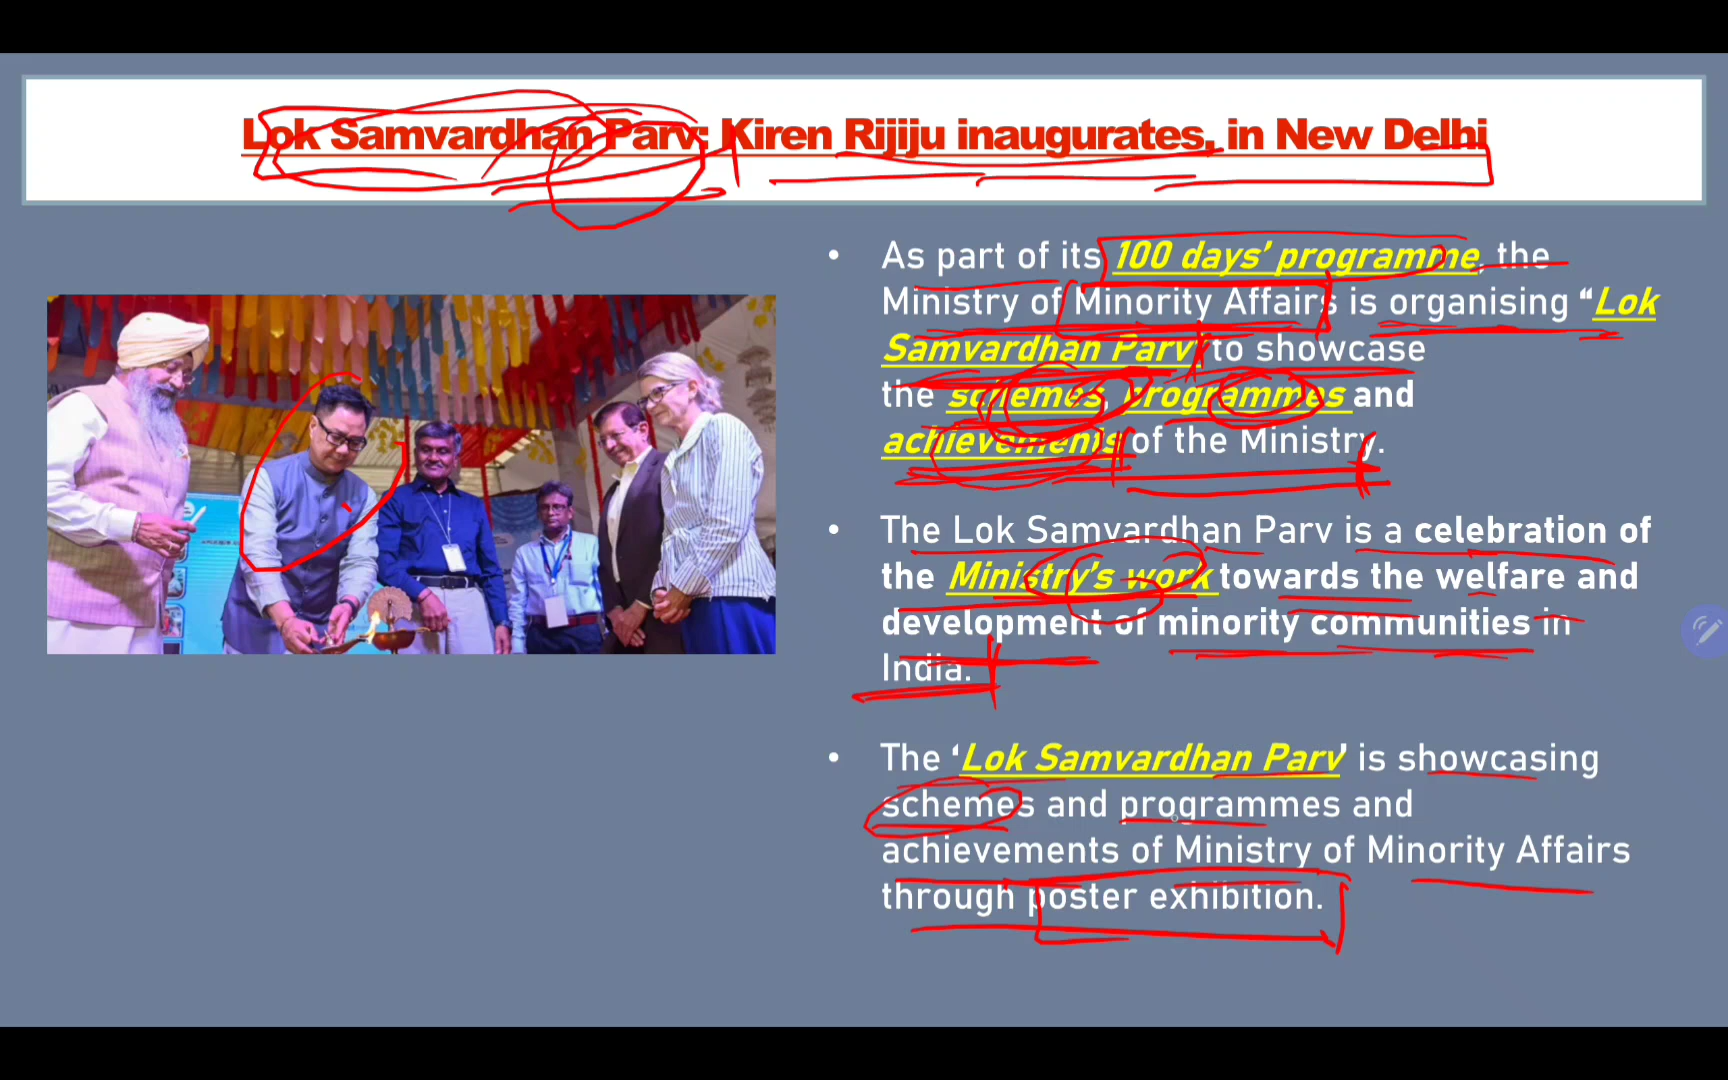 Lok Samvardhan Parv: Kiren Rijiju inaugurates, in New Delhi
• As part of its 100 days’ programme, the
Ministry of Minority Affairs is organising “Lok
Samvardhan Parv” to showcase
the schemes, programmes and
achievements of the Ministry.
• The Lok Samvardhan Parv is a celebration of
the Ministry’s work towards the welfare and
development of minority communities in
India.
• The ‘Lok Samvardhan Parv’ is showcasing
schemes and programmes and
achievements of Ministry of Minority Affairs
through poster exhibition.